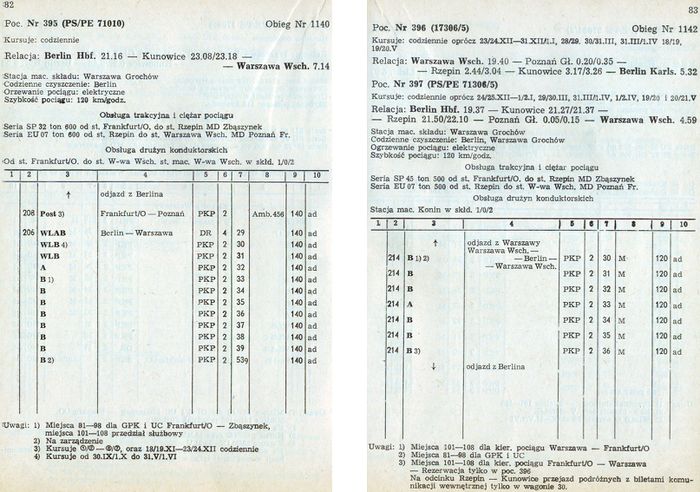 82
Poc. Nr 395 (PS/PE 71010) Obieg Nr 1140
Kursuje: codziennie
Relacja: Berlin Hbf. 21.16 — Kunowice 23.08/23.18 —
— Warszawa Wsch. 7.14
Stacja mac. składu: Warszawa Grochów
Codzienne czyszczenie: Berlin
Orzewanie pociągu: elektryczne
Szybkość pociągu: 120 km/godz.
Obsługa trakcyjna i ciężar pociągu
Seria SP 32 ton 600 od st. Frankfurt/O. do st. Rzepin MD Zbąszynek
Seria EU 07 ton 600 od st. Rzepin do st. Warszawa Wsch. MD Poznań Fr.
Obsługa drużyn konduktorskich
Od st. Frankfurt/O. do st. W-wa Wsch. st. mac. W-wa Wsch. w skłd. 1/0/2
1 2 3 4 5 6 7 8 9 10
↑ odjazd z Berlina
208 Post 3) Frankfurt/O — Poznań PKP 2 Amb. 456 140 ad
206 WLAB Berlin — Warszawa DR 4 29 140 ad
WLB 4) PKP 2 30 140 ad
WLB PKP 2 31 140 ad
A PKP 2 32 140 ad
B 1) PKP 2 33 140 ad
B PKP 2 34 140 ad
B PKP 2 35 140 ad
B PKP 2 36 140 ad
B PKP 2 37 140 ad
B PKP 2 38 140 ad
B PKP 2 39 140 ad
B 2) PKP 2 539 140 ad
Uwagi: 1) Miejsca 81—98 dla GPK i UC Frankfurt/O — Zbąszynek,
miejsca 101—108 przedział służbowy
2) Na zarządzenie
3) Kursuje oraz 18/19.XI—23/24.XII codziennie
4) Kursuje od 30.IX/1.X do 31.V/1.VI
83
Poc. Nr 396 (17306/5) Obieg Nr 1142
Kursuje: codziennie oprócz 23/24.XII—31.XII/1.I, 28/29. 30/31.III, 31.III/1.IV 18/19,
19/20.V
Relacja: Warszawa Wsch. 19.40 — Poznań Gł. 0.20/0.35 —
— Rzepin 2.44/3.04 — Kunowice 3.17/3.26 — Berlin Karls. 5.32
Poc. Nr 397 (PS/PE 71306/5)
Kursuje: codziennie oprócz 24/25.XII—1/2.I, 29/30.III, 31.III/1.IV, 1/2.IV, 19/20 i 20/21.V
Relacja: Berlin Hbf. 19.37 — Kunowice 21.27/21.37 —
— Rzepin 21.50/22.10 — Poznań Gł. 0.05/0.15 — Warszawa Wsch. 4.59
Stacja mac. składu: Warszawa Grochów
Codzienne czyszczenie: Berlin, Warszawa Grochów
Ogrzewanie pociągu: elektryczne
Szybkość pociągu: 120 km/godz.
Obsługa trakcyjna i ciężar pociągu
Seria SP 45 ton 500 od st. Frankfurt/O. do st. Rzepin MD Zbąszynek
Seria EU 07 ton 500 od st. Rzepin do st. W-wa Wsch. MD Poznań Fr.
Obsługa drużyn konduktorskich
Stacja mac. Konin w skłd. 1/0/2
1 2 3 4 5 6 7 8 9 10
↑ odjazd z Warszawy
Warszawa Wsch. —
214 B 1) 2) — Berlin — PKP 2 30 M 120 ad
— Warszawa Wsch.
214 B PKP 2 31 M 120 ad
214 B PKP 2 32 M 120 ad
214 A PKP 2 33 M 120 ad
214 B PKP 2 34 M 120 ad
214 B PKP 2 35 M 120 ad
214 B 3) PKP 2 36 M 120 ad
↓ odjazd z Berlina
Uwagi: 1) Miejsca 101—108 dla kier. pociągu Warszawa — Frankfurt/O
2) Miejsca 81—98 dla GPK i UC
3) Miejsca 101—108 dla kier. pociągu Frankfurt/O — Warszawa
— Rezerwacja tylko w poc. 396
Na odcinku Rzepin — Kunowice przejazd podróżnych z biletami komu-
nikacji wewnętrznej tylko w wagonie 30.